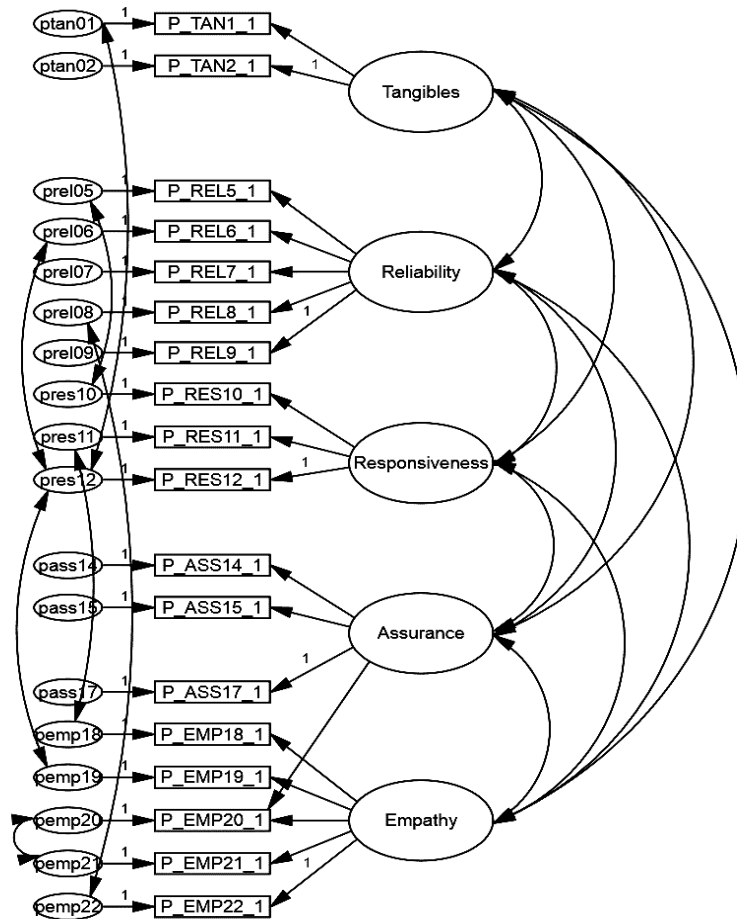 ptan01 1 P_TAN1_1
ptan02 1 P_TAN2_1 1
Tangibles
prel05 1 P_REL5_1
prel06 1 P_REL6_1
prel07 1 P_REL7_1 Reliability
prel08 1 P_REL8_1 1
prel09 1 P_REL9_1
pres10 1 P_RES10_1
pres11 1 P_RES11_1
Responsiveness
pres12 1 P_RES12_1 1
pass14 1 P_ASS14_1
pass15 1 P_ASS15_1
Assurance
1
pass17 1 P_ASS17_1
pemp18 1 P_EMP18_1
pemp19 1 P_EMP19_1
pemp20 1 P_EMP20_1 Empathy
pemp21 1 P_EMP21_1 1
pemp22 1 P_EMP22_1